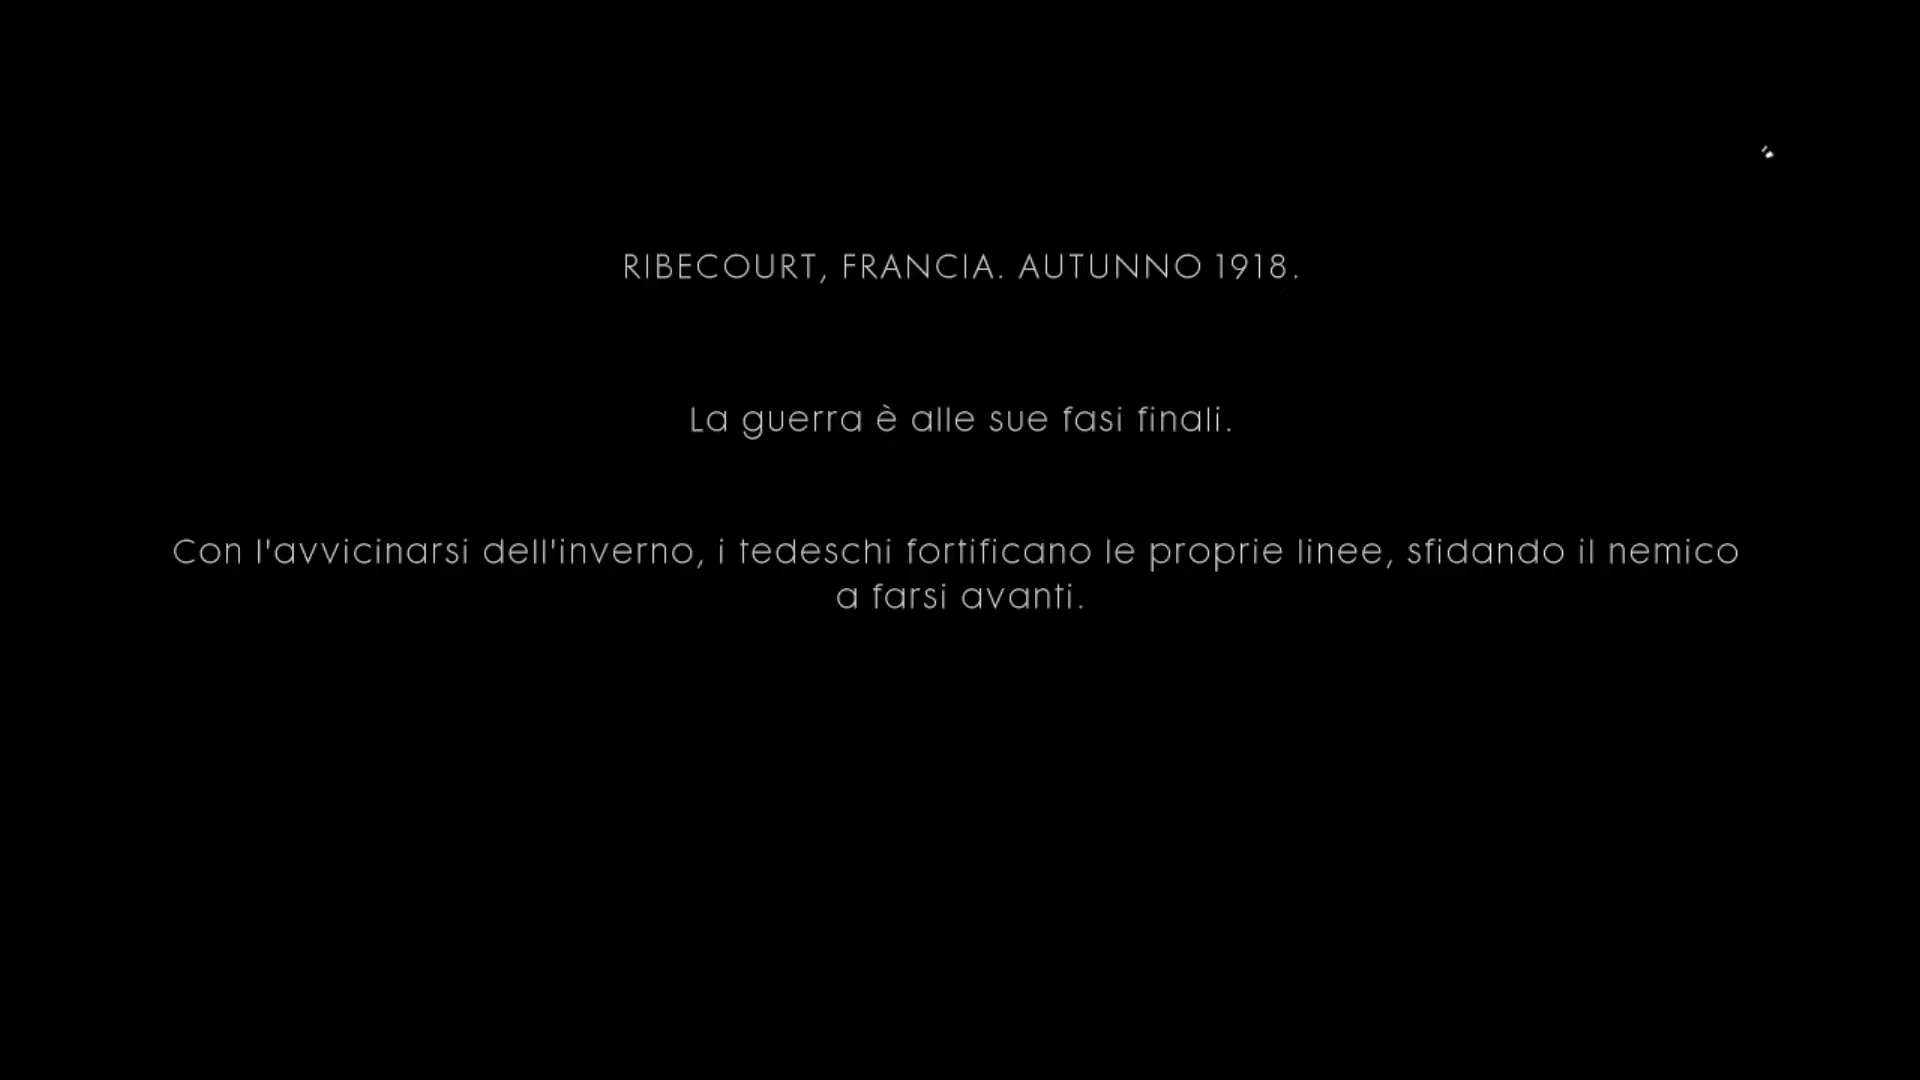 RIBECOURT, FRANCIA. AUTUNNO 1918.
La guerra è alle sue fasi finali.
Con l'avvicinarsi dell'inverno, i tedeschi fortificano le proprie linee, sfidando il nemico
a farsi avanti.